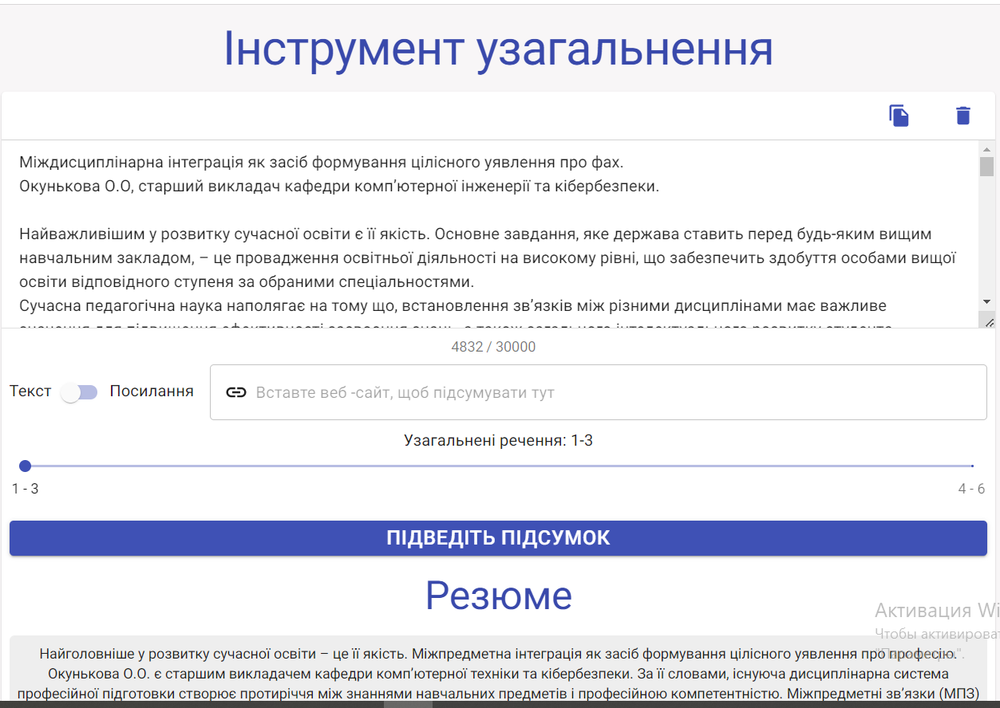 Інструмент узагальнення
Міждисциплінарна інтеграція як засіб формування цілісного уявлення про фах.
Окунькова О.О, старший викладач кафедри комп’ютерної інженерії та кібербезпеки.
Найважливішим у розвитку сучасної освіти є її якість. Основне завдання, яке держава ставить перед будь-яким вищим
навчальним закладом, – це провадження освітньої діяльності на високому рівні, що забезпечить здобуття особами вищої
освіти відповідного ступеня за обраними спеціальностями.
Сучасна педагогічна наука наполягає на тому що, встановлення зв’язків між різними дисциплінами має важливе
4832 / 30000
Текст Посилання Вставте веб -сайт, щоб підсумувати тут
Узагальнені речення: 1-3
1 - 3 4 - 6
ПІДВЕДІТЬ ПІДСУМОК
Резюме
Активация Wi
Чтобы активироват
Найголовніше у розвитку сучасної освіти – це її якість. Міжпредметна інтеграція як засіб формування цілісного уявлення про професію.
Окунькова О.О. є старшим викладачем кафедри комп’ютерної техніки та кібербезпеки. За її словами, існуюча дисциплінарна система
професійної підготовки створює протиріччя між знаннями навчальних предметів і професійною компетентністю. Міжпредметні зв’язки (МПЗ)